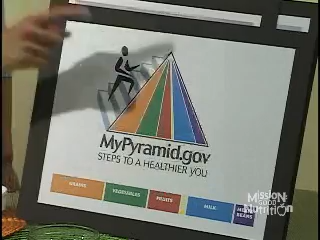 MyPyramid.gov
STEPS TO A HEALTHIER YOU
GRAINS
VEGETABLES
FRUITS
MILK
MEAT &
BEANS
Mission
Nutrition